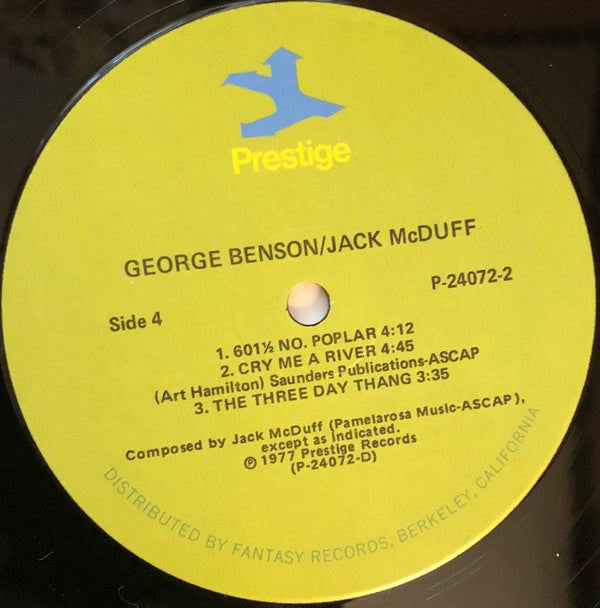 Prestige
GEORGE BENSON/JACK McDUFF
P-24072-2
Side 4
1. 601½ NO. POPLAR 4:12
2. CRY ME A RIVER 4:45
(Art Hamilton) Saunders Publications-ASCAP
3. THE THREE DAY THANG 3:35
Composed by Jack McDuff (Pamelarosa Music-ASCAP),
except as indicated.
℗ 1977 Prestige Records
(P-24072-D)
DISTRIBUTED BY FANTASY RECORDS, BERKELEY, CALIFORNIA